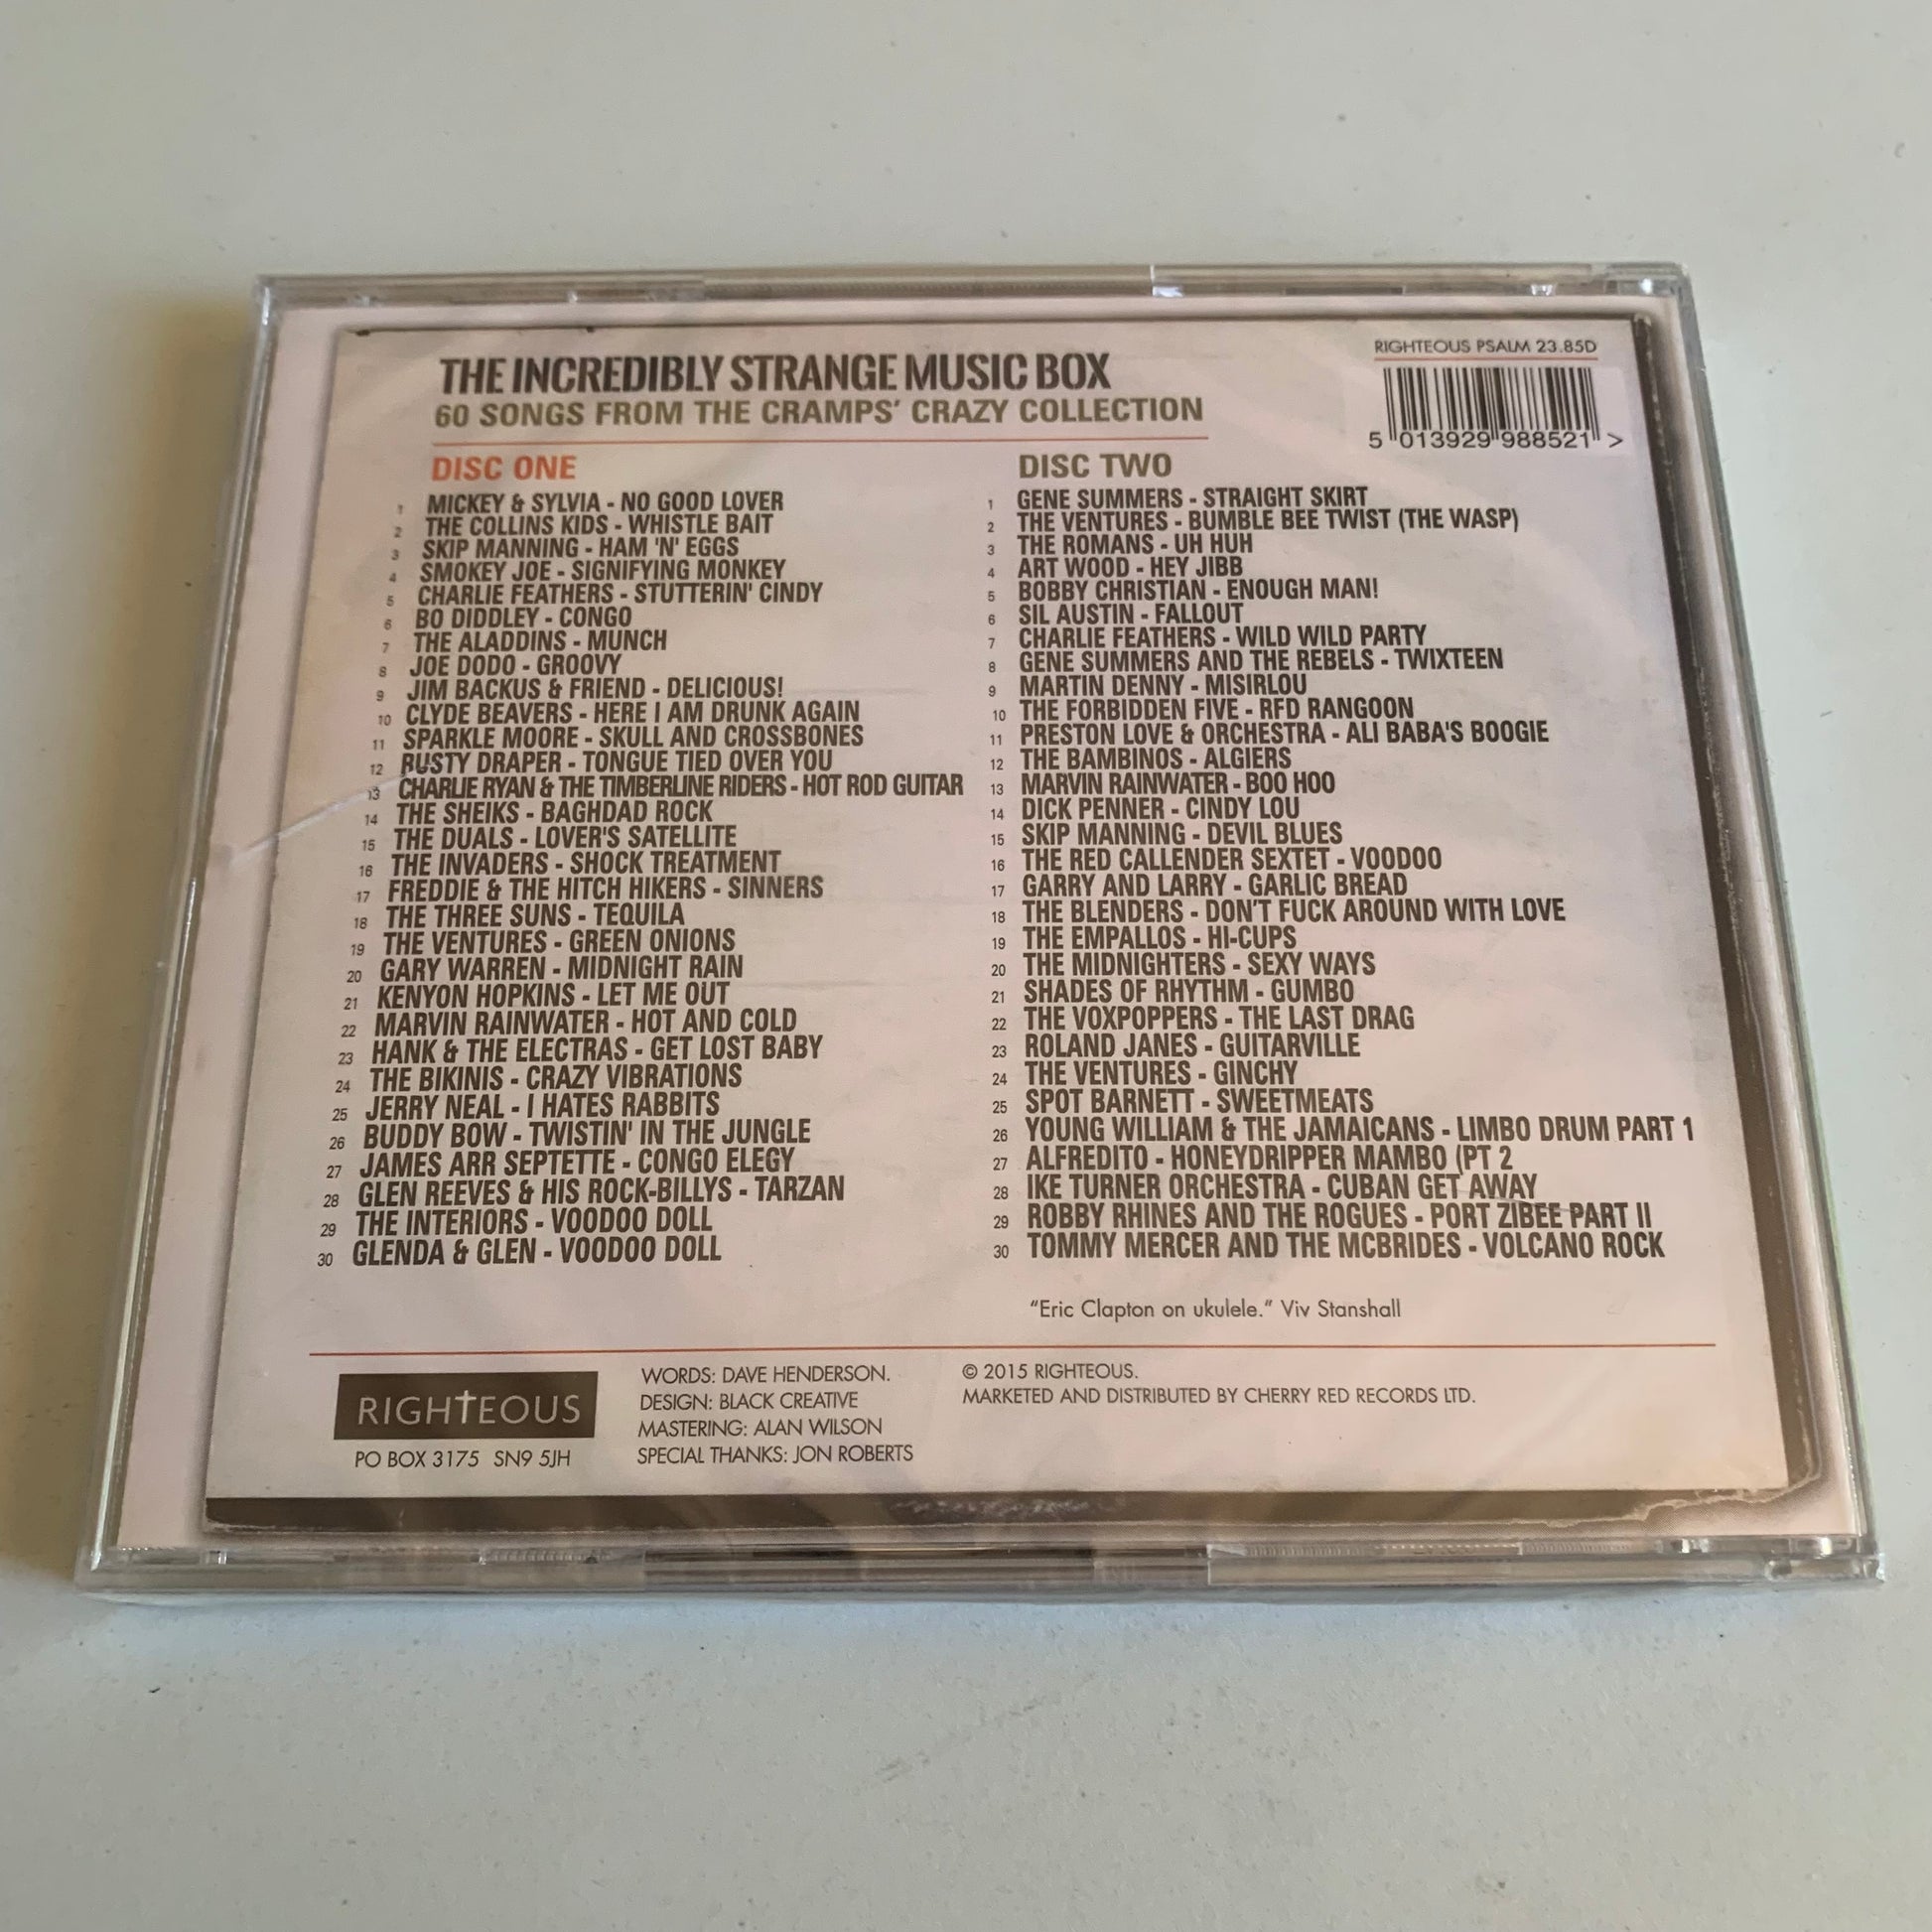 THE INCREDIBLY STRANGE MUSIC BOX
60 SONGS FROM THE CRAMPS' CRAZY COLLECTION
RIGHTEOUS PSALM 23.85D
5 013929 988521 >
DISC ONE
1 MICKEY & SYLVIA - NO GOOD LOVER
2 THE COLLINS KIDS - WHISTLE BAIT
3 SKIP MANNING - HAM 'N' EGGS
4 SMOKEY JOE - SIGNIFYING MONKEY
5 CHARLIE FEATHERS - STUTTERIN' CINDY
6 BO DIDDLEY - CONGO
7 THE ALADDINS - MUNCH
8 JOE DODO - GROOVY
9 JIM BACKUS & FRIEND - DELICIOUS!
10 CLYDE BEAVERS - HERE I AM DRUNK AGAIN
11 SPARKLE MOORE - SKULL AND CROSSBONES
12 RUSTY DRAPER - TONGUE TIED OVER YOU
13 CHARLIE RYAN & THE TIMBERLINE RIDERS - HOT ROD GUITAR
14 THE SHEIKS - BAGHDAD ROCK
15 THE DUALS - LOVER'S SATELLITE
16 THE INVADERS - SHOCK TREATMENT
17 FREDDIE & THE HITCH HIKERS - SINNERS
18 THE THREE SUNS - TEQUILA
19 THE VENTURES - GREEN ONIONS
20 GARY WARREN - MIDNIGHT RAIN
21 KENYON HOPKINS - LET ME OUT
22 MARVIN RAINWATER - HOT AND COLD
23 HANK & THE ELECTRAS - GET LOST BABY
24 THE BIKINIS - CRAZY VIBRATIONS
25 JERRY NEAL - I HATES RABBITS
26 BUDDY BOW - TWISTIN' IN THE JUNGLE
27 JAMES ARR SEPTETTE - CONGO ELEGY
28 GLEN REEVES & HIS ROCK-BILLYS - TARZAN
29 THE INTERIORS - VOODOO DOLL
30 GLENDA & GLEN - VOODOO DOLL
DISC TWO
1 GENE SUMMERS - STRAIGHT SKIRT
2 THE VENTURES - BUMBLE BEE TWIST (THE WASP)
3 THE ROMANS - UH HUH
4 ART WOOD - HEY JIBB
5 BOBBY CHRISTIAN - ENOUGH MAN!
6 SIL AUSTIN - FALLOUT
7 CHARLIE FEATHERS - WILD WILD PARTY
8 GENE SUMMERS AND THE REBELS - TWIXTEEN
9 MARTIN DENNY - MISIRLOU
10 THE FORBIDDEN FIVE - RFD RANGOON
11 PRESTON LOVE & ORCHESTRA - ALI BABA'S BOOGIE
12 THE BAMBINOS - ALGIERS
13 MARVIN RAINWATER - BOO HOO
14 DICK PENNER - CINDY LOU
15 SKIP MANNING - DEVIL BLUES
16 THE RED CALLENDER SEXTET - VOODOO
17 GARRY AND LARRY - GARLIC BREAD
18 THE BLENDERS - DON'T FUCK AROUND WITH LOVE
19 THE EMPALLOS - HI-CUPS
20 THE MIDNIGHTERS - SEXY WAYS
21 SHADES OF RHYTHM - GUMBO
22 THE VOXPOPPERS - THE LAST DRAG
23 ROLAND JANES - GUITARVILLE
24 THE VENTURES - GINCHY
25 SPOT BARNETT - SWEETMEATS
26 YOUNG WILLIAM & THE JAMAICANS - LIMBO DRUM PART 1
27 ALFREDITO - HONEYDRIPPER MAMBO (PT 2
28 IKE TURNER ORCHESTRA - CUBAN GET AWAY
29 ROBBY RHINES AND THE ROGUES - PORT ZIBEE PART II
30 TOMMY MERCER AND THE MCBRIDES - VOLCANO ROCK
"Eric Clapton on ukulele." Viv Stanshall
RIGHTEOUS
PO BOX 3175 SN9 5JH
WORDS: DAVE HENDERSON.
DESIGN: BLACK CREATIVE
MASTERING: ALAN WILSON
SPECIAL THANKS: JON ROBERTS
© 2015 RIGHTEOUS.
MARKETED AND DISTRIBUTED BY CHERRY RED RECORDS LTD.